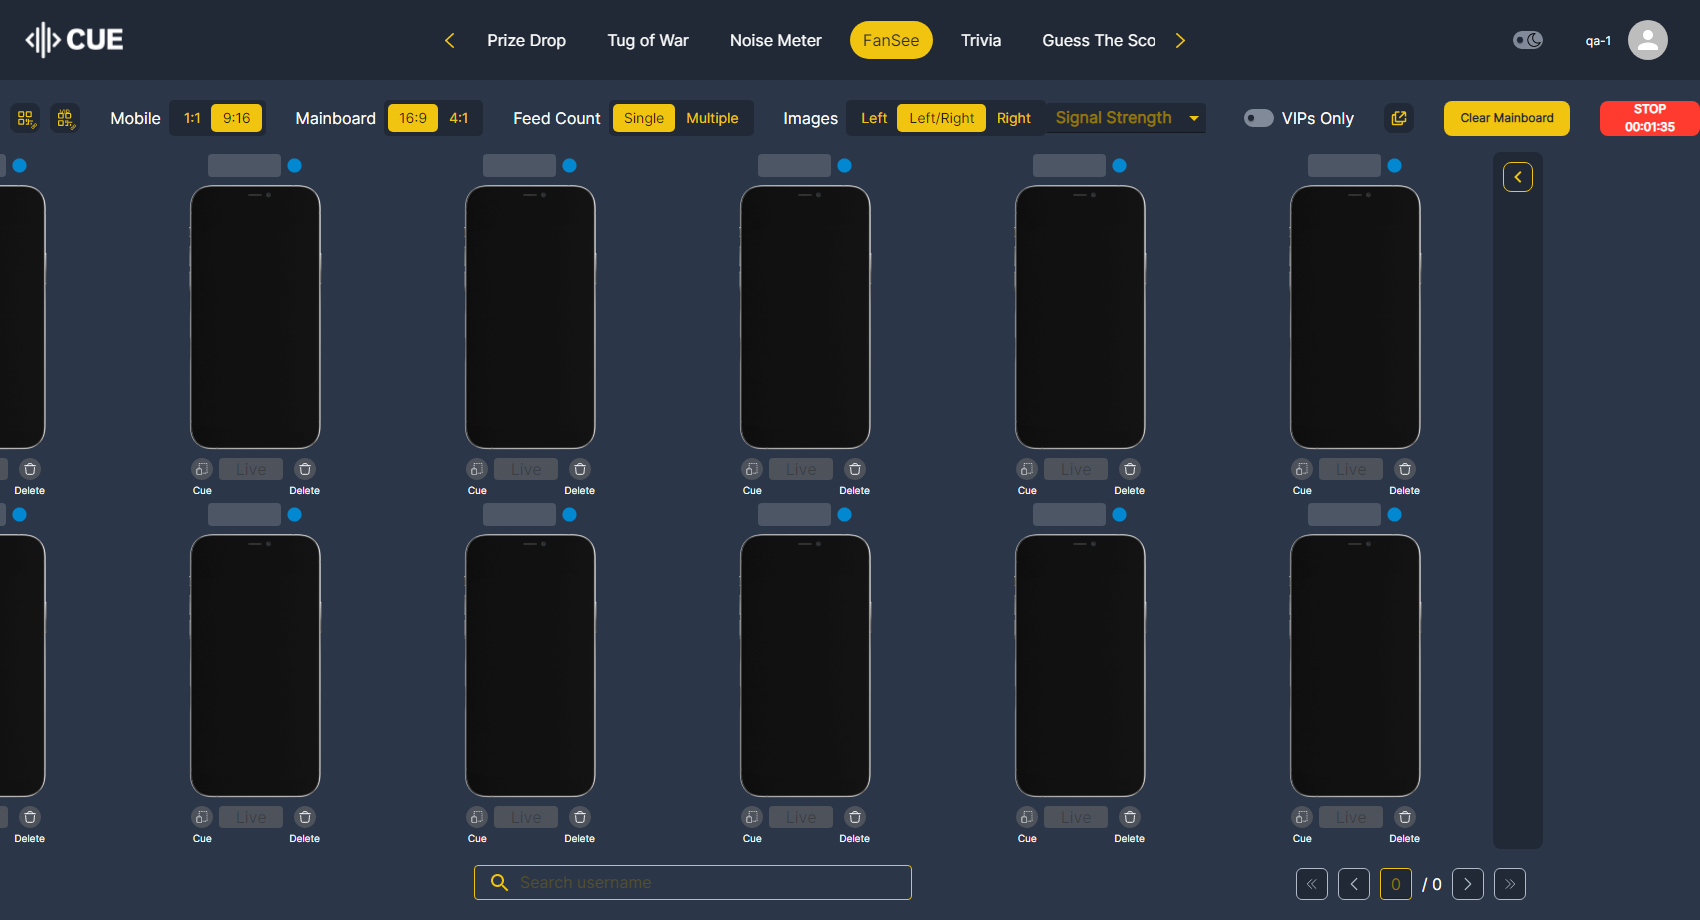 CUE
Prize Drop Tug of War Noise Meter FanSee Trivia Guess The Sco
qa-1
Mobile 1:1 9:16 Mainboard 16:9 4:1 Feed Count Single Multiple Images Left Left/Right Right Signal Strength VIPs Only Clear Mainboard STOP
00:01:35
Live Live Live Live Live
Delete Cue Delete Cue Delete Cue Delete Cue Delete Cue Delete
Live Live Live Live Live
Delete Cue Delete Cue Delete Cue Delete Cue Delete Cue Delete
Search username
0 / 0